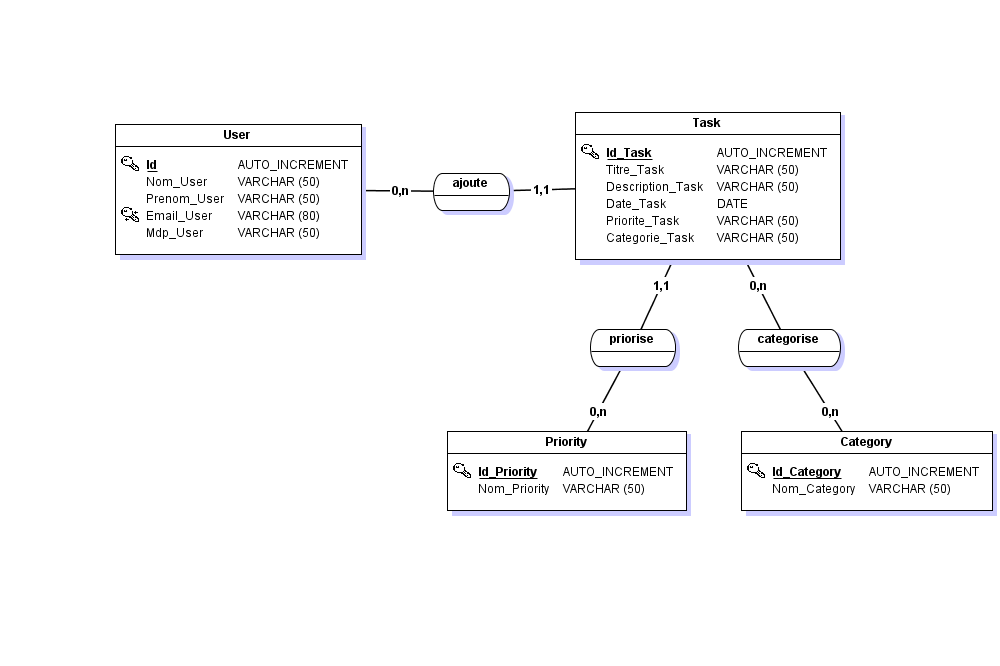 User
Id AUTO_INCREMENT
Nom_User VARCHAR (50)
Prenom_User VARCHAR (50)
Email_User VARCHAR (80)
Mdp_User VARCHAR (50)
0,n
ajoute
1,1
Task
Id_Task AUTO_INCREMENT
Titre_Task VARCHAR (50)
Description_Task VARCHAR (50)
Date_Task DATE
Priorite_Task VARCHAR (50)
Categorie_Task VARCHAR (50)
1,1
0,n
priorise
categorise
0,n
0,n
Priority
Id_Priority AUTO_INCREMENT
Nom_Priority VARCHAR (50)
Category
Id_Category AUTO_INCREMENT
Nom_Category VARCHAR (50)